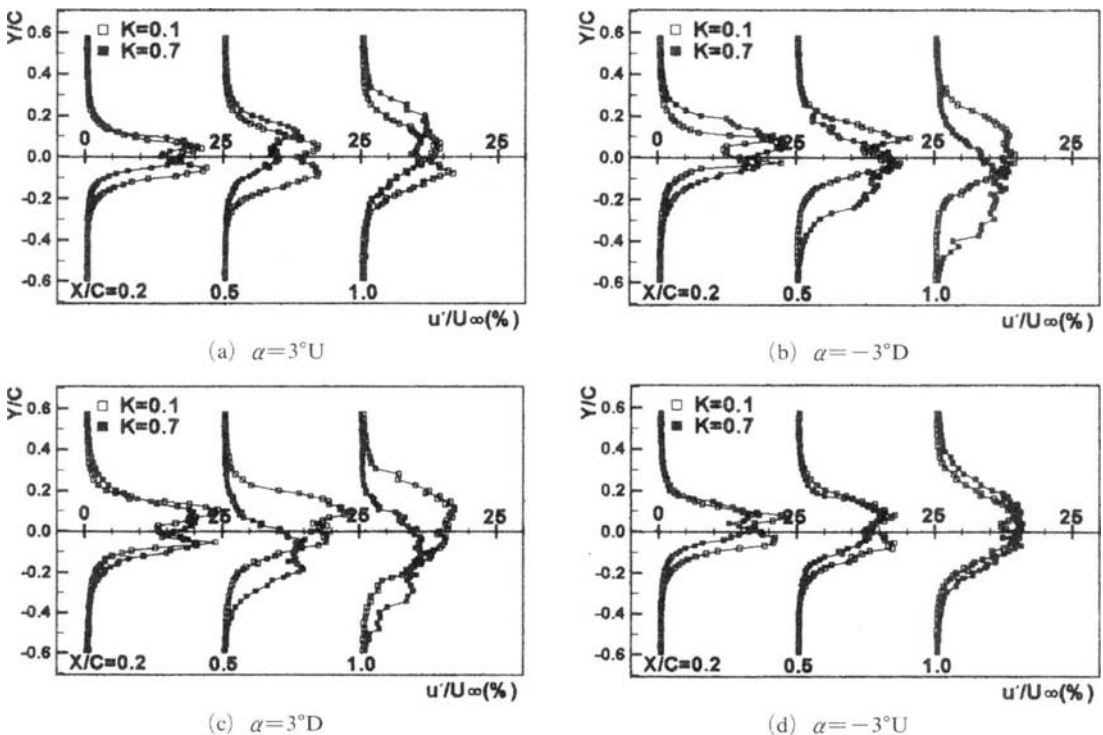 Y/C
0.6
0.4
0.2
0.0
-0.2
-0.4
-0.6
□ K=0.1
■ K=0.7
0
25
25
25
X/C=0.2
0.5
1.0
u'/U∞(%)
(a) α=3°U
Y/C
0.6
0.4
0.2
0.0
-0.2
-0.4
-0.6
□ K=0.1
■ K=0.7
0
25
25
25
X/C=0.2
0.5
1.0
u'/U∞(%)
(b) α=-3°D
Y/C
0.6
0.4
0.2
0.0
-0.2
-0.4
-0.6
□ K=0.1
■ K=0.7
0
25
25
25
X/C=0.2
0.5
1.0
u'/U∞(%)
(c) α=3°D
Y/C
0.6
0.4
0.2
0.0
-0.2
-0.4
-0.6
□ K=0.1
■ K=0.7
0
25
25
25
X/C=0.2
0.5
1.0
u'/U∞(%)
(d) α=-3°U